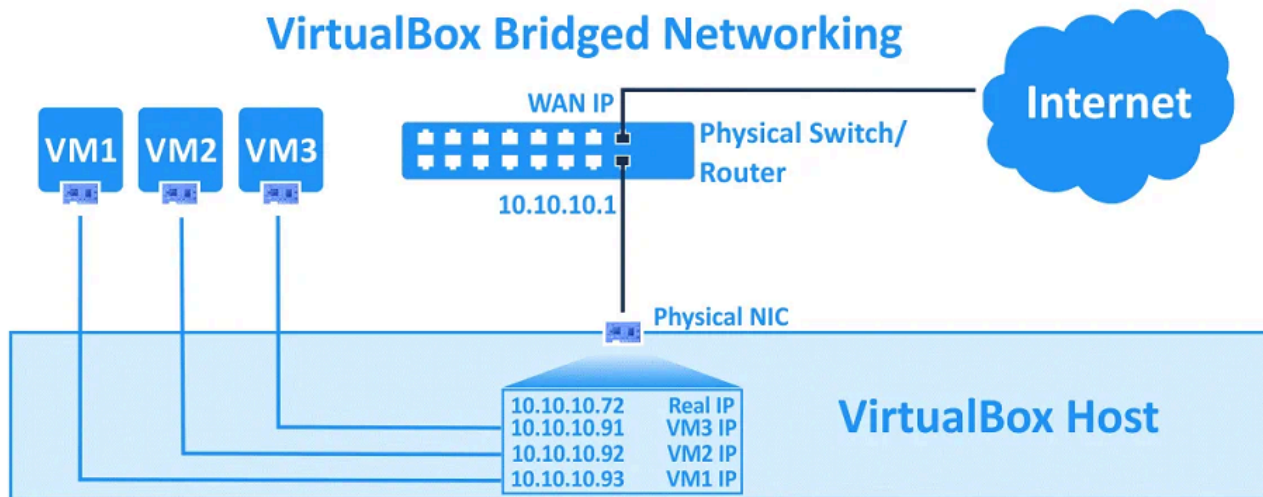 VirtualBox Bridged Networking
WAN IP
Internet
VM1
VM2
VM3
Physical Switch/
Router
10.10.10.1
Physical NIC
10.10.10.72 Real IP
10.10.10.91 VM3 IP
10.10.10.92 VM2 IP
10.10.10.93 VM1 IP
VirtualBox Host